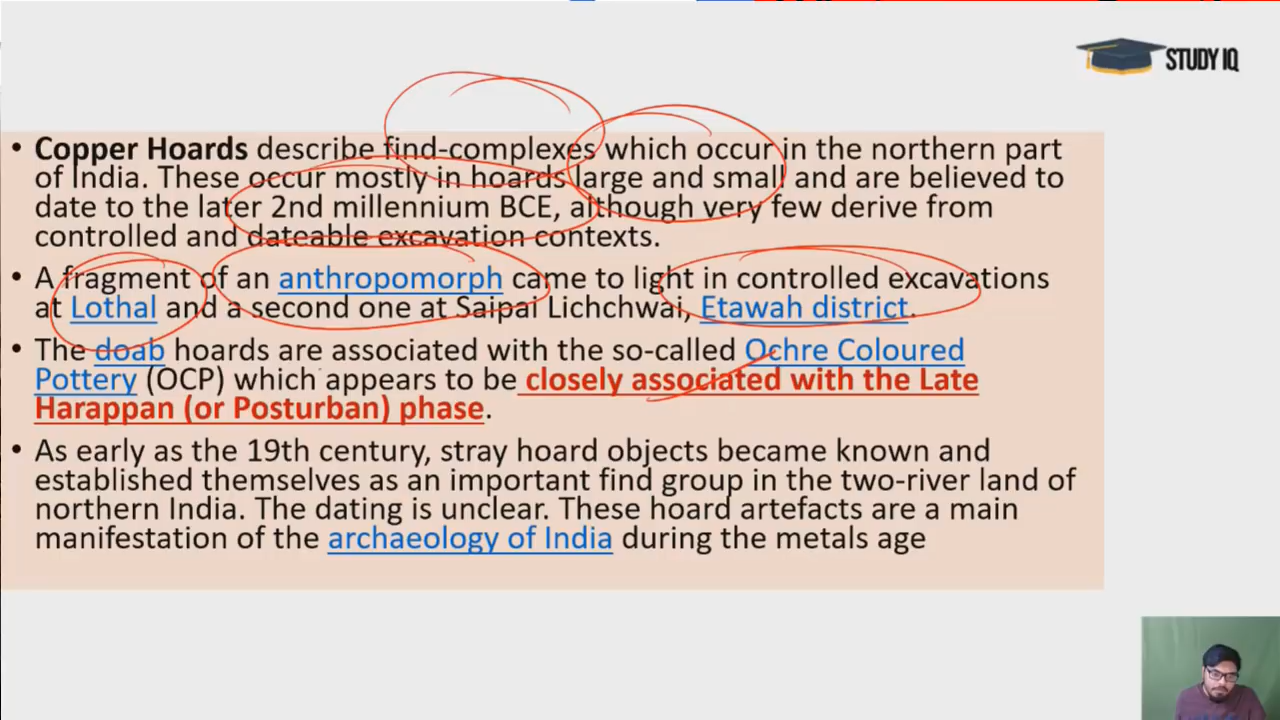 STUDY IQ
• Copper Hoards describe find-complexes which occur in the northern part
of India. These occur mostly in hoards large and small and are believed to
date to the later 2nd millennium BCE, although very few derive from
controlled and dateable excavation contexts.
• A fragment of an anthropomorph came to light in controlled excavations
at Lothal and a second one at Saipai Lichchwai, Etawah district.
• The doab hoards are associated with the so-called Ochre Coloured
Pottery (OCP) which appears to be closely associated with the Late
Harappan (or Posturban) phase.
• As early as the 19th century, stray hoard objects became known and
established themselves as an important find group in the two-river land of
northern India. The dating is unclear. These hoard artefacts are a main
manifestation of the archaeology of India during the metals age